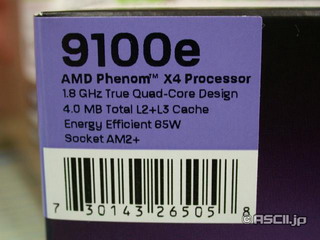 9100e
AMD Phenom™ X4 Processor
1.8 GHz True Quad-Core Design
4.0 MB Total L2+L3 Cache
Energy Efficient 65W
Socket AM2+
7 30143 26505 8
©ASCII.jp